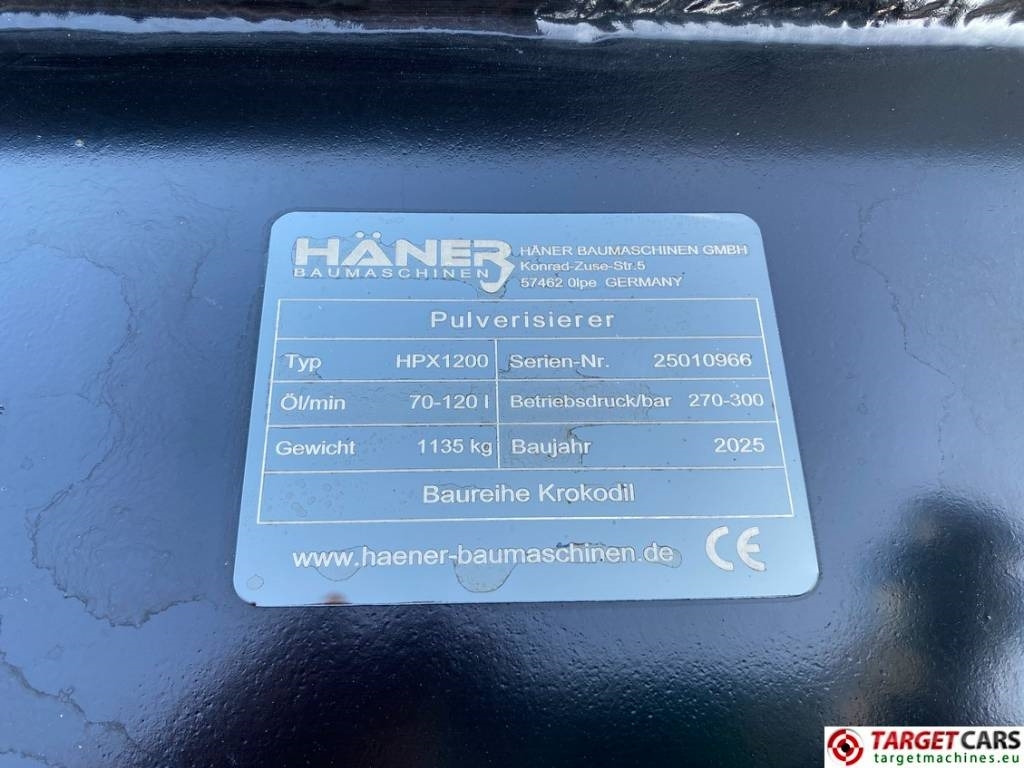 HÄNER
BAUMASCHINEN
HÄNER BAUMASCHINEN GMBH
Konrad-Zuse-Str.5
57462 Olpe GERMANY
Pulverisierer
Typ HPX1200 Serien-Nr. 25010966
Öl/min 70-120 l Betriebsdruck/bar 270-300
Gewicht 1135 kg Baujahr 2025
Baureihe Krokodil
www.haener-baumaschinen.de CE
TARGETCARS
targetmachines.eu